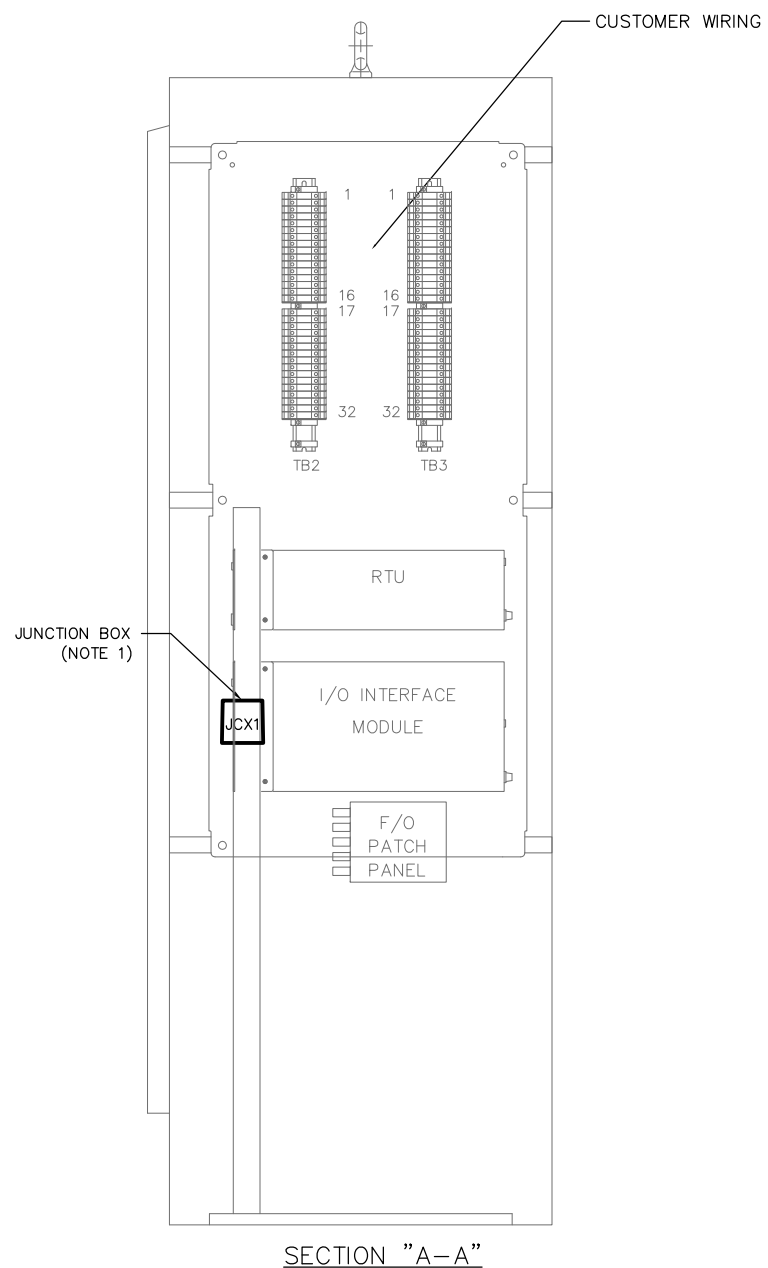 CUSTOMER WIRING
1 1
16 16
17 17
32 32
TB2 TB3
RTU
JUNCTION BOX
(NOTE 1)
I/O INTERFACE
MODULE
JCX1
F/O
PATCH
PANEL
SECTION "A-A"